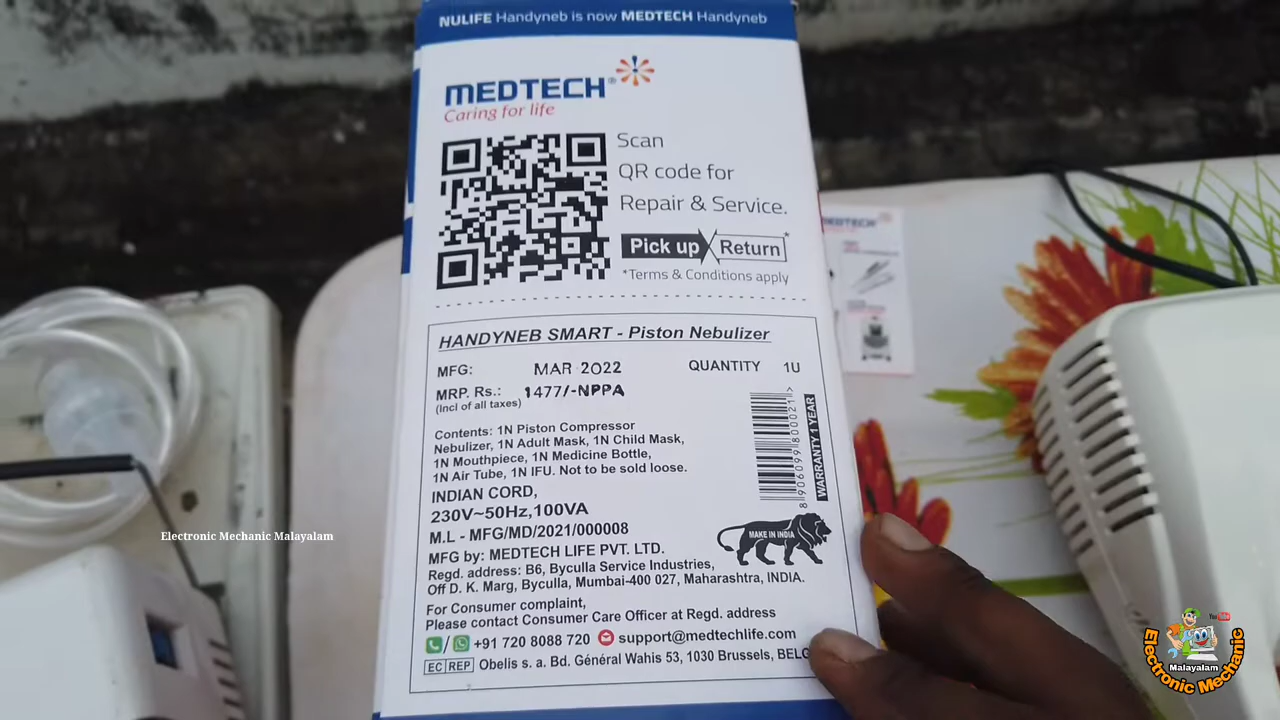 NULIFE Handyneb is now MEDTECH Handyneb
MEDTECH®
Caring for life
Scan
QR code for
Repair & Service.
Pick up Return*
*Terms & Conditions apply
HANDYNEB SMART - Piston Nebulizer
MFG: MAR 2022 QUANTITY 1U
MRP. Rs.: 1477/-NPPA
(Incl of all taxes)
Contents: 1N Piston Compressor
Nebulizer, 1N Adult Mask, 1N Child Mask,
1N Mouthpiece, 1N Medicine Bottle,
1N Air Tube, 1N IFU. Not to be sold loose.
INDIAN CORD,
230V~50Hz,100VA
M.L - MFG/MD/2021/000008
MFG by: MEDTECH LIFE PVT. LTD.
Regd. address: B6, Byculla Service Industries,
Off D. K. Marg, Byculla, Mumbai-400 027, Maharashtra, INDIA.
For Consumer complaint,
Please contact Consumer Care Officer at Regd. address
/ +91 720 8088 720 support@medtechlife.com
EC REP Obelis s. a. Bd. Général Wahis 53, 1030 Brussels, BELG
8 906099 800021 >
WARRANTY 1 YEAR
MAKE IN INDIA
MEDTECH
Electronic Mechanic Malayalam
You Tube
Electronic Mechanic
Malayalam